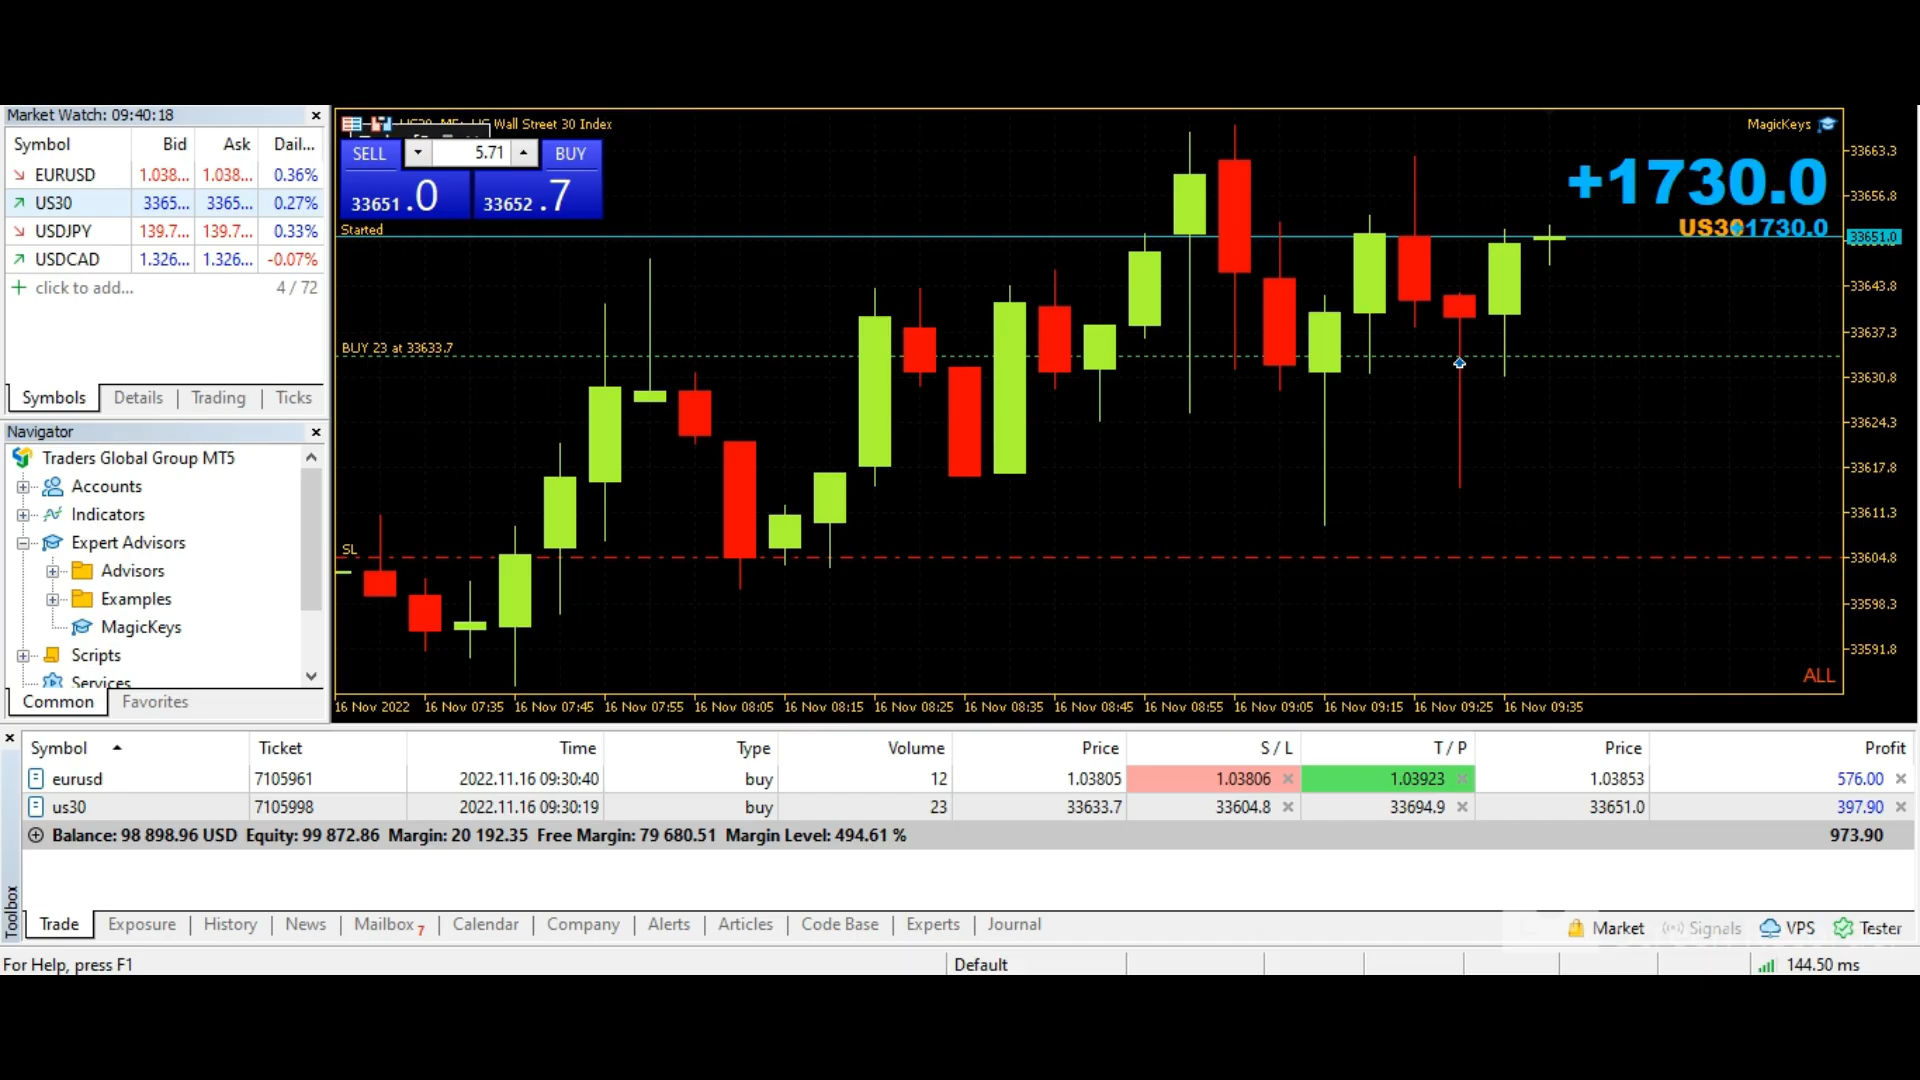 Market Watch: 09:40:18
Symbol Bid Ask Dail...
EURUSD 1.038... 1.038... 0.36%
US30 3365... 3365... 0.27%
USDJPY 139.7... 139.7... 0.33%
USDCAD 1.326... 1.326... -0.07%
click to add... 4 / 72
Symbols Details Trading Ticks
Navigator
Traders Global Group MT5
Accounts
Indicators
Expert Advisors
Advisors
Examples
MagicKeys
Scripts
Services
Common Favorites
Wall Street 30 Index
MagicKeys
SELL 5.71 BUY
33651 .0 33652 .7
+1730.0
US30 1730.0
Started
BUY 23 at 33633.7
SL
33663.3
33656.8
33651.0
33643.8
33637.3
33630.8
33624.3
33617.8
33611.3
33604.8
33598.3
33591.8
ALL
16 Nov 2022 16 Nov 07:35 16 Nov 07:45 16 Nov 07:55 16 Nov 08:05 16 Nov 08:15 16 Nov 08:25 16 Nov 08:35 16 Nov 08:45 16 Nov 08:55 16 Nov 09:05 16 Nov 09:15 16 Nov 09:25 16 Nov 09:35
Symbol Ticket Time Type Volume Price S / L T / P Price Profit
eurusd 7105961 2022.11.16 09:30:40 buy 12 1.03805 1.03806 1.03923 1.03853 576.00
us30 7105998 2022.11.16 09:30:19 buy 23 33633.7 33604.8 33694.9 33651.0 397.90
Balance: 98 898.96 USD Equity: 99 872.86 Margin: 20 192.35 Free Margin: 79 680.51 Margin Level: 494.61 % 973.90
Toolbox
Trade Exposure History News Mailbox 7 Calendar Company Alerts Articles Code Base Experts Journal
Market Signals VPS Tester
For Help, press F1 Default 144.50 ms